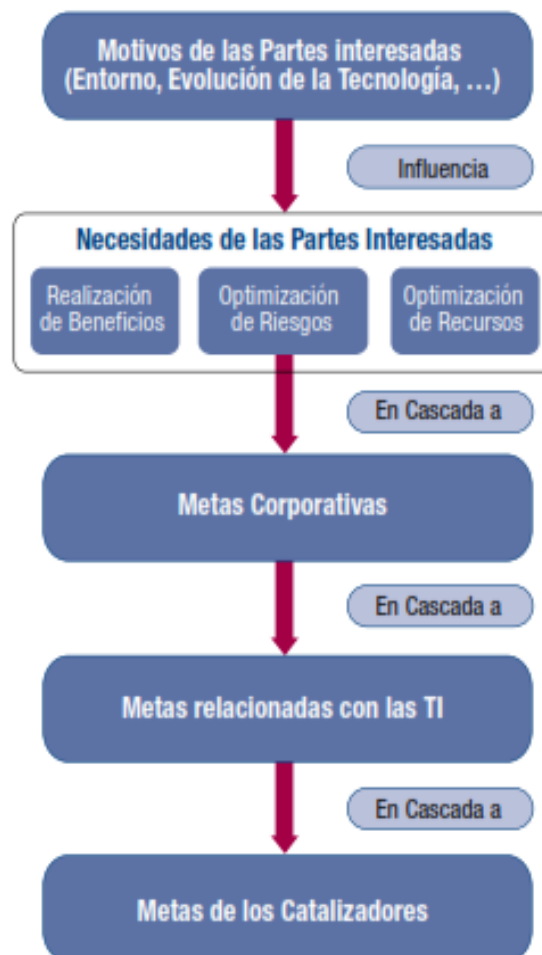 Motivos de las Partes interesadas
(Entorno, Evolución de la Tecnología, …)
Influencia
Necesidades de las Partes Interesadas
Realización
de Beneficios
Optimización
de Riesgos
Optimización
de Recursos
En Cascada a
Metas Corporativas
En Cascada a
Metas relacionadas con las TI
En Cascada a
Metas de los Catalizadores